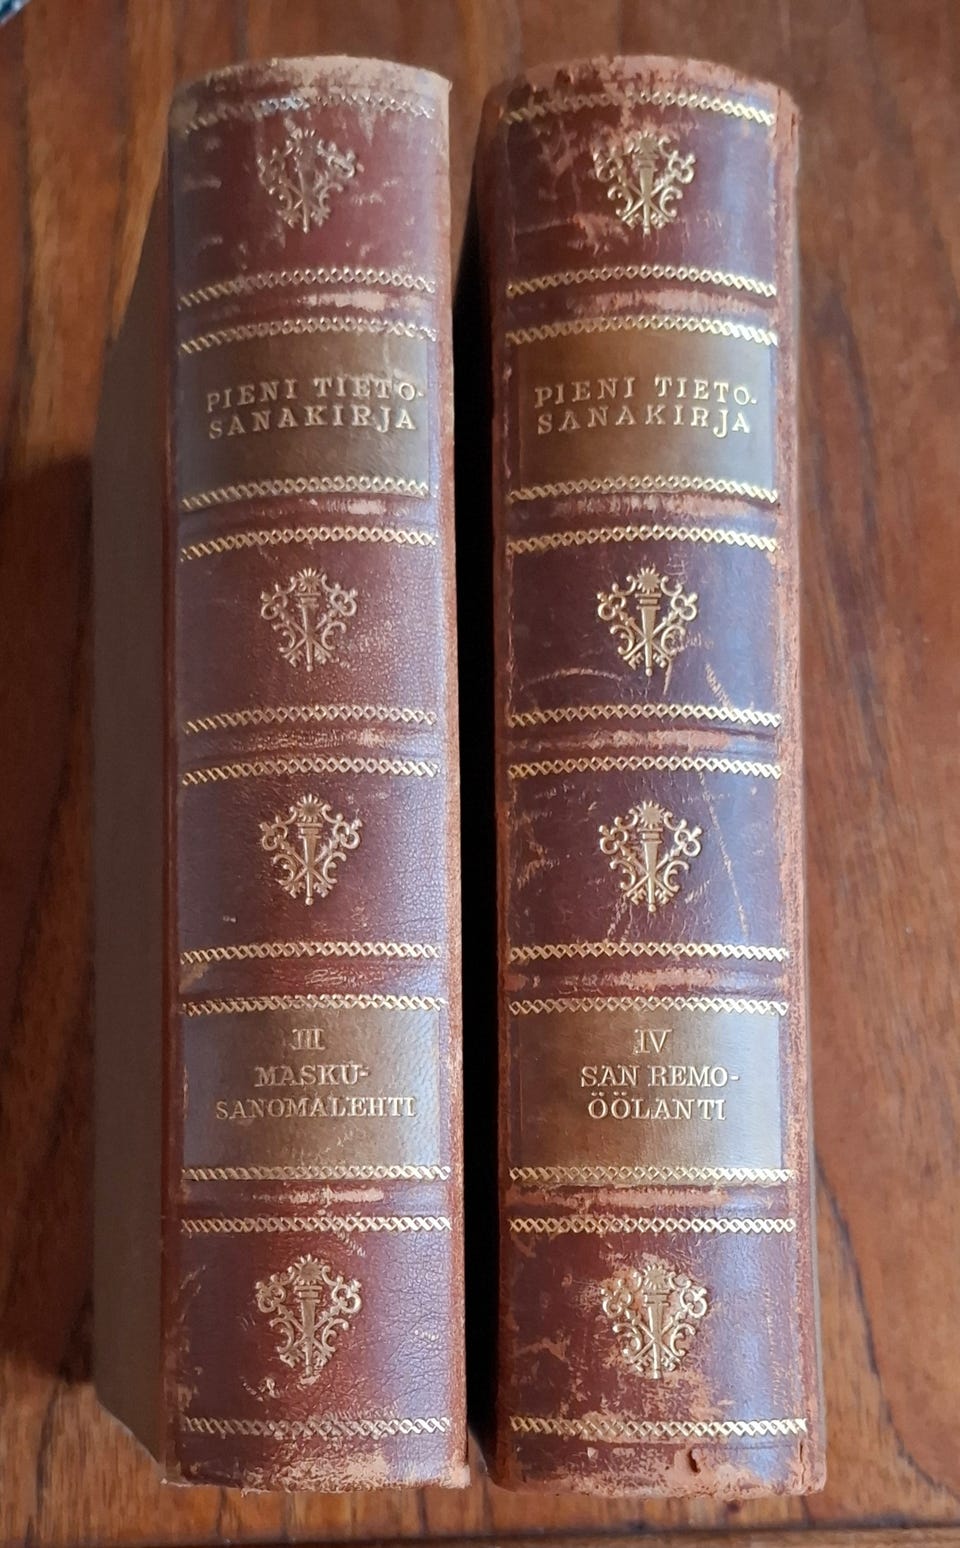 PIENI TIETO-
SANAKIRJA
III
MASKU-
SANOMALEHTI
PIENI TIETO-
SANAKIRJA
IV
SAN REMO-
ÖÖLANTI